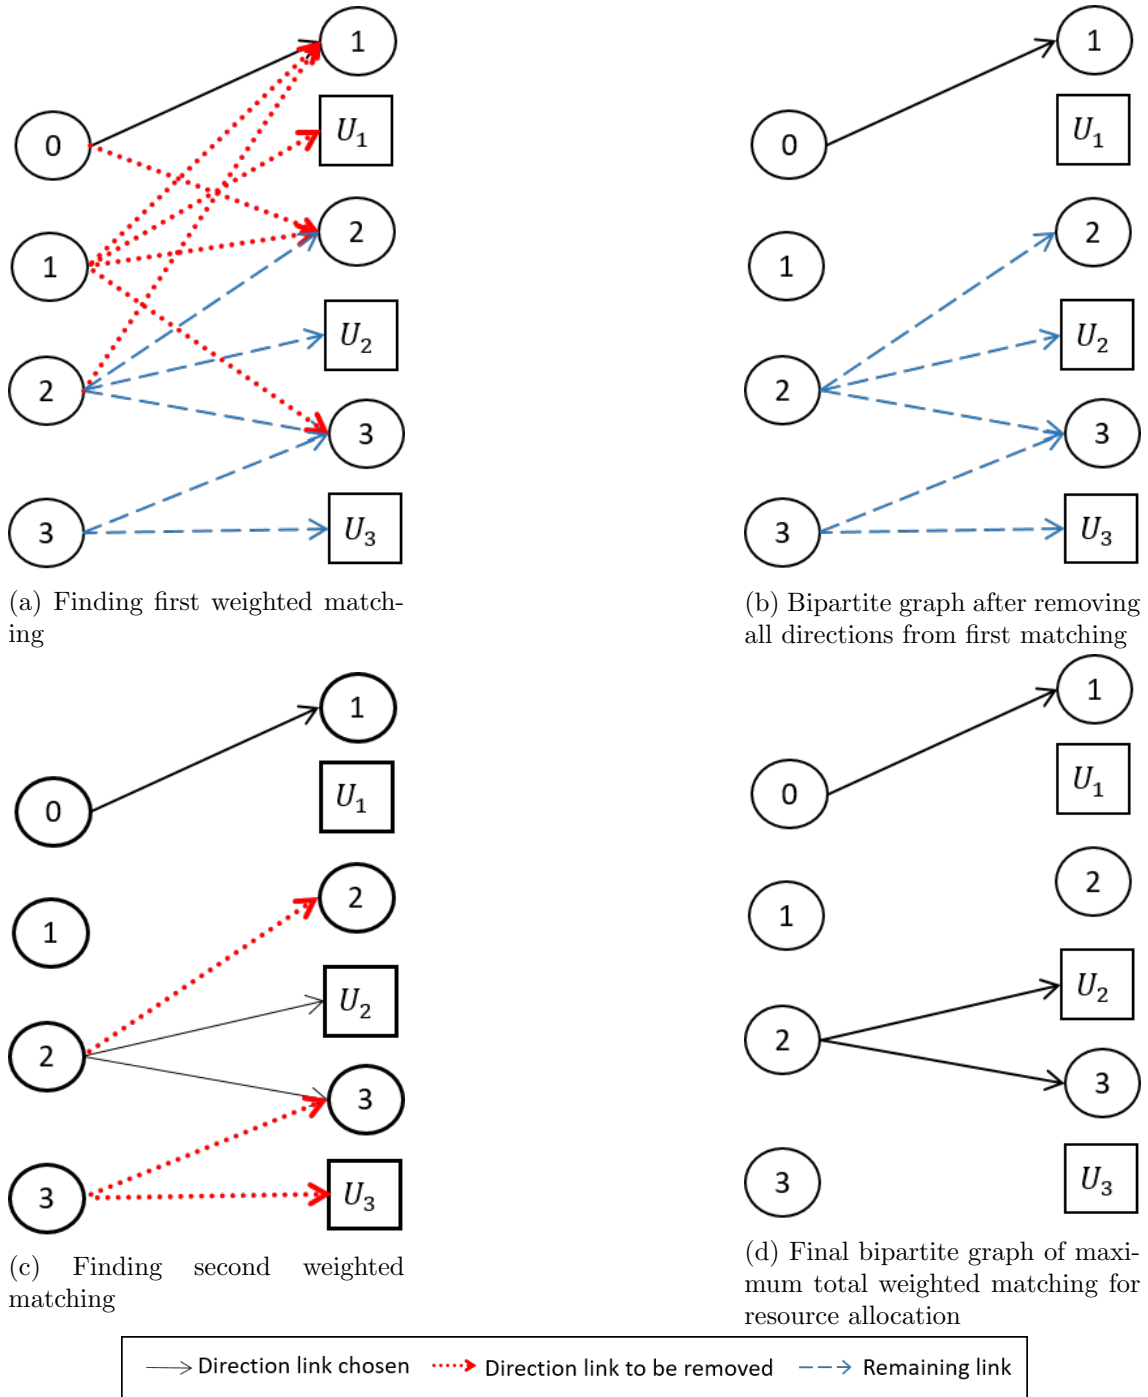 1
0
U₁
1
2
2
U₂
3
3
U₃
(a) Finding first weighted match-
ing
1
0
U₁
1
2
2
U₂
3
3
U₃
(b) Bipartite graph after removing
all directions from first matching
1
0
U₁
1
2
2
U₂
3
3
U₃
(c) Finding second weighted
matching
1
0
U₁
1
2
2
U₂
3
3
U₃
(d) Final bipartite graph of maxi-
mum total weighted matching for
resource allocation
Direction link chosen Direction link to be removed Remaining link